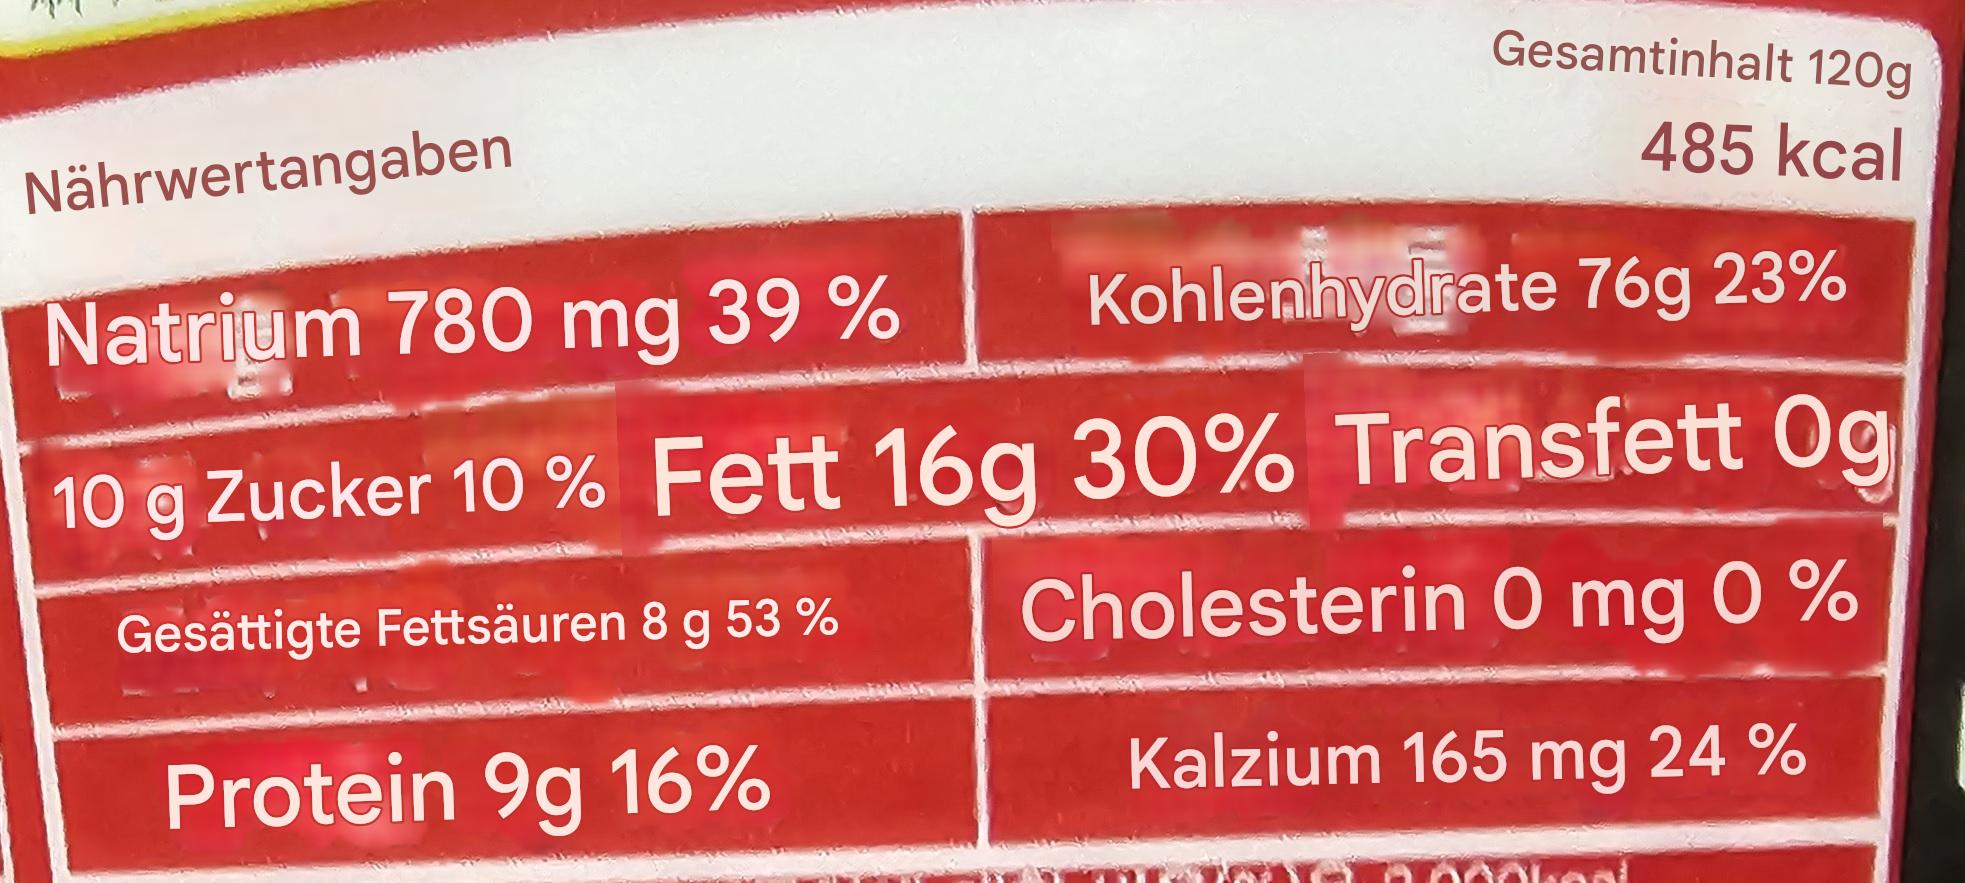 Gesamtinhalt 120g
485 kcal
Nährwertangaben
Natrium 780 mg 39 %
Kohlenhydrate 76g 23%
10 g Zucker 10 %
Fett 16g 30%
Transfett 0g
Gesättigte Fettsäuren 8 g 53 %
Cholesterin 0 mg 0 %
Protein 9g 16%
Kalzium 165 mg 24 %